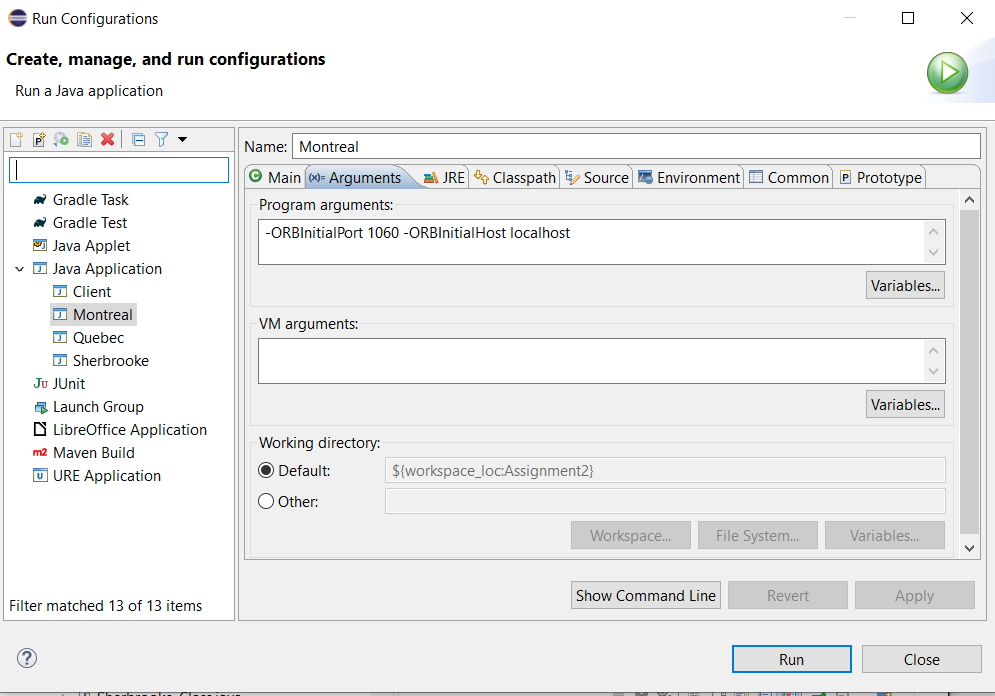 Run Configurations
Create, manage, and run configurations
Run a Java application
Name: Montreal
Main (x)= Arguments JRE Classpath Source Environment Common Prototype
Gradle Task
Gradle Test
Java Applet
Java Application
Client
Montreal
Quebec
Sherbrooke
JUnit
Launch Group
LibreOffice Application
Maven Build
URE Application
Filter matched 13 of 13 items
Program arguments:
-ORBInitialPort 1060 -ORBInitialHost localhost
Variables...
VM arguments:
Variables...
Working directory:
Default: ${workspace_loc:Assignment2}
Other:
Workspace... File System... Variables...
Show Command Line Revert Apply
Run Close